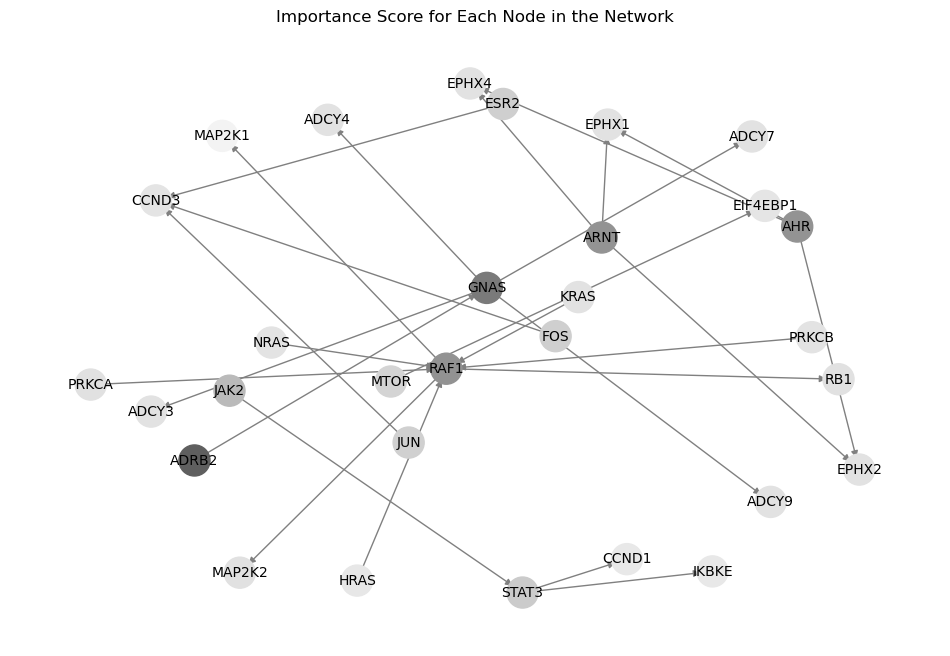 Importance Score for Each Node in the Network
EPHX4
ESR2
ADCY4
EPHX1
MAP2K1
ADCY7
CCND3
EIF4EBP1
AHR
ARNT
GNAS
KRAS
FOS
NRAS
PRKCB
RAF1
MTOR
RB1
PRKCA
JAK2
ADCY3
JUN
ADRB2
EPHX2
ADCY9
CCND1
MAP2K2
HRAS
IKBKE
STAT3